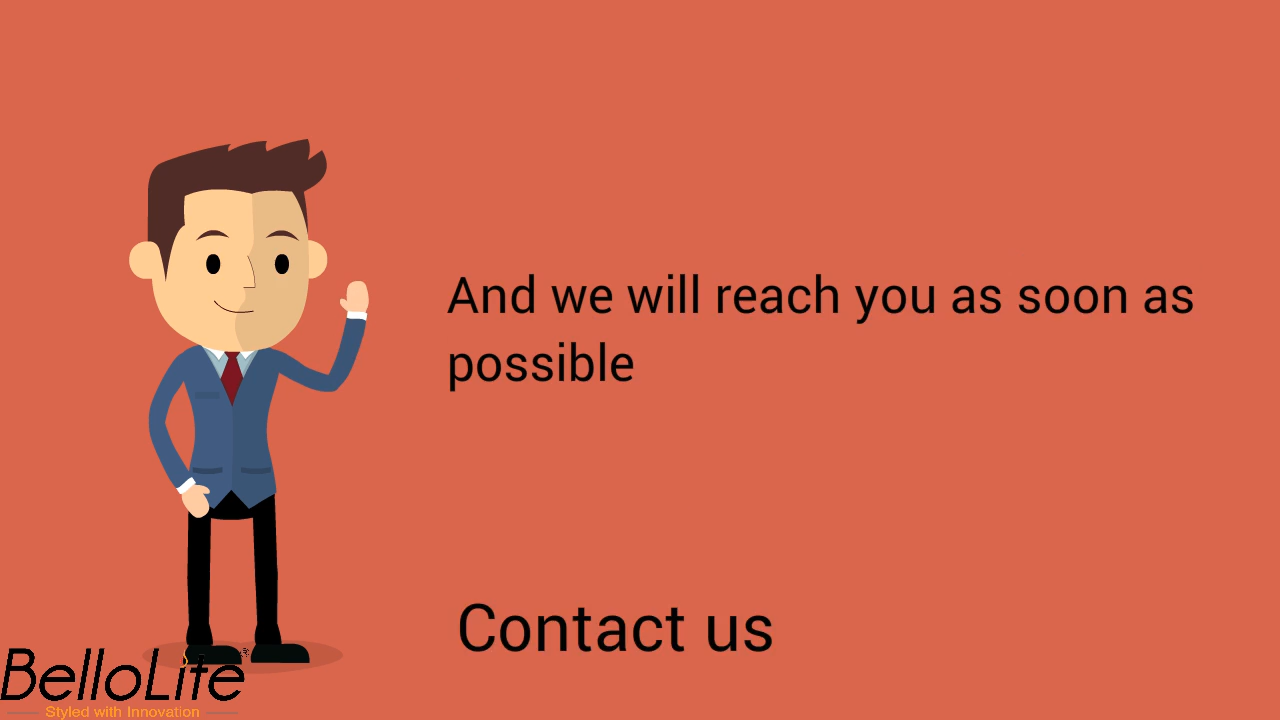 And we will reach you as soon as
possible
Contact us
BelloLite
Styled with Innovation